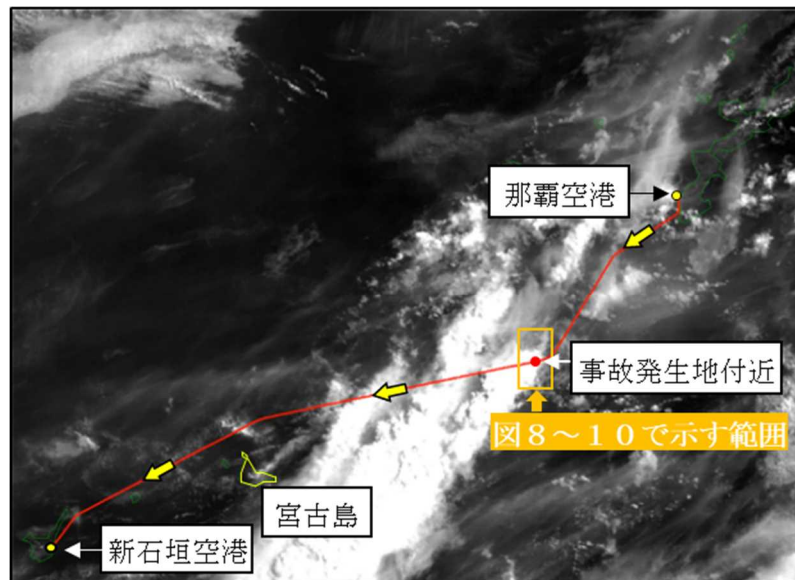 那覇空港
事故発生地付近
図８～１０で示す範囲
宮古島
新石垣空港